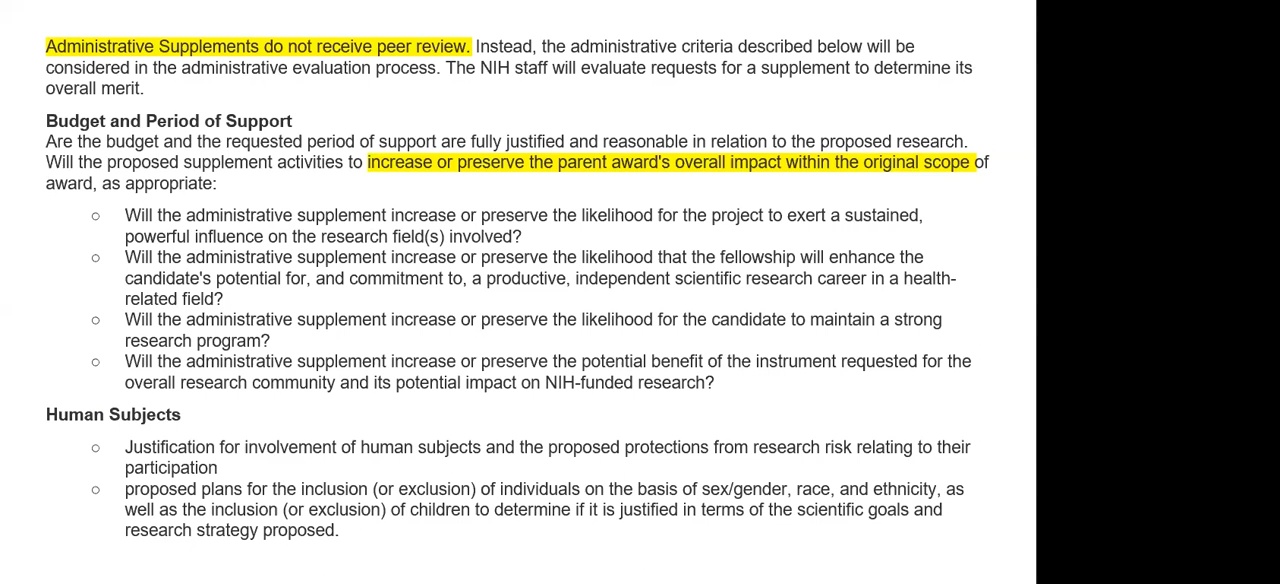 Administrative Supplements do not receive peer review. Instead, the administrative criteria described below will be
considered in the administrative evaluation process. The NIH staff will evaluate requests for a supplement to determine its
overall merit.
Budget and Period of Support
Are the budget and the requested period of support are fully justified and reasonable in relation to the proposed research.
Will the proposed supplement activities to increase or preserve the parent award's overall impact within the original scope of
award, as appropriate:
○ Will the administrative supplement increase or preserve the likelihood for the project to exert a sustained,
powerful influence on the research field(s) involved?
○ Will the administrative supplement increase or preserve the likelihood that the fellowship will enhance the
candidate's potential for, and commitment to, a productive, independent scientific research career in a health-
related field?
○ Will the administrative supplement increase or preserve the likelihood for the candidate to maintain a strong
research program?
○ Will the administrative supplement increase or preserve the potential benefit of the instrument requested for the
overall research community and its potential impact on NIH-funded research?
Human Subjects
○ Justification for involvement of human subjects and the proposed protections from research risk relating to their
participation
○ proposed plans for the inclusion (or exclusion) of individuals on the basis of sex/gender, race, and ethnicity, as
well as the inclusion (or exclusion) of children to determine if it is justified in terms of the scientific goals and
research strategy proposed.